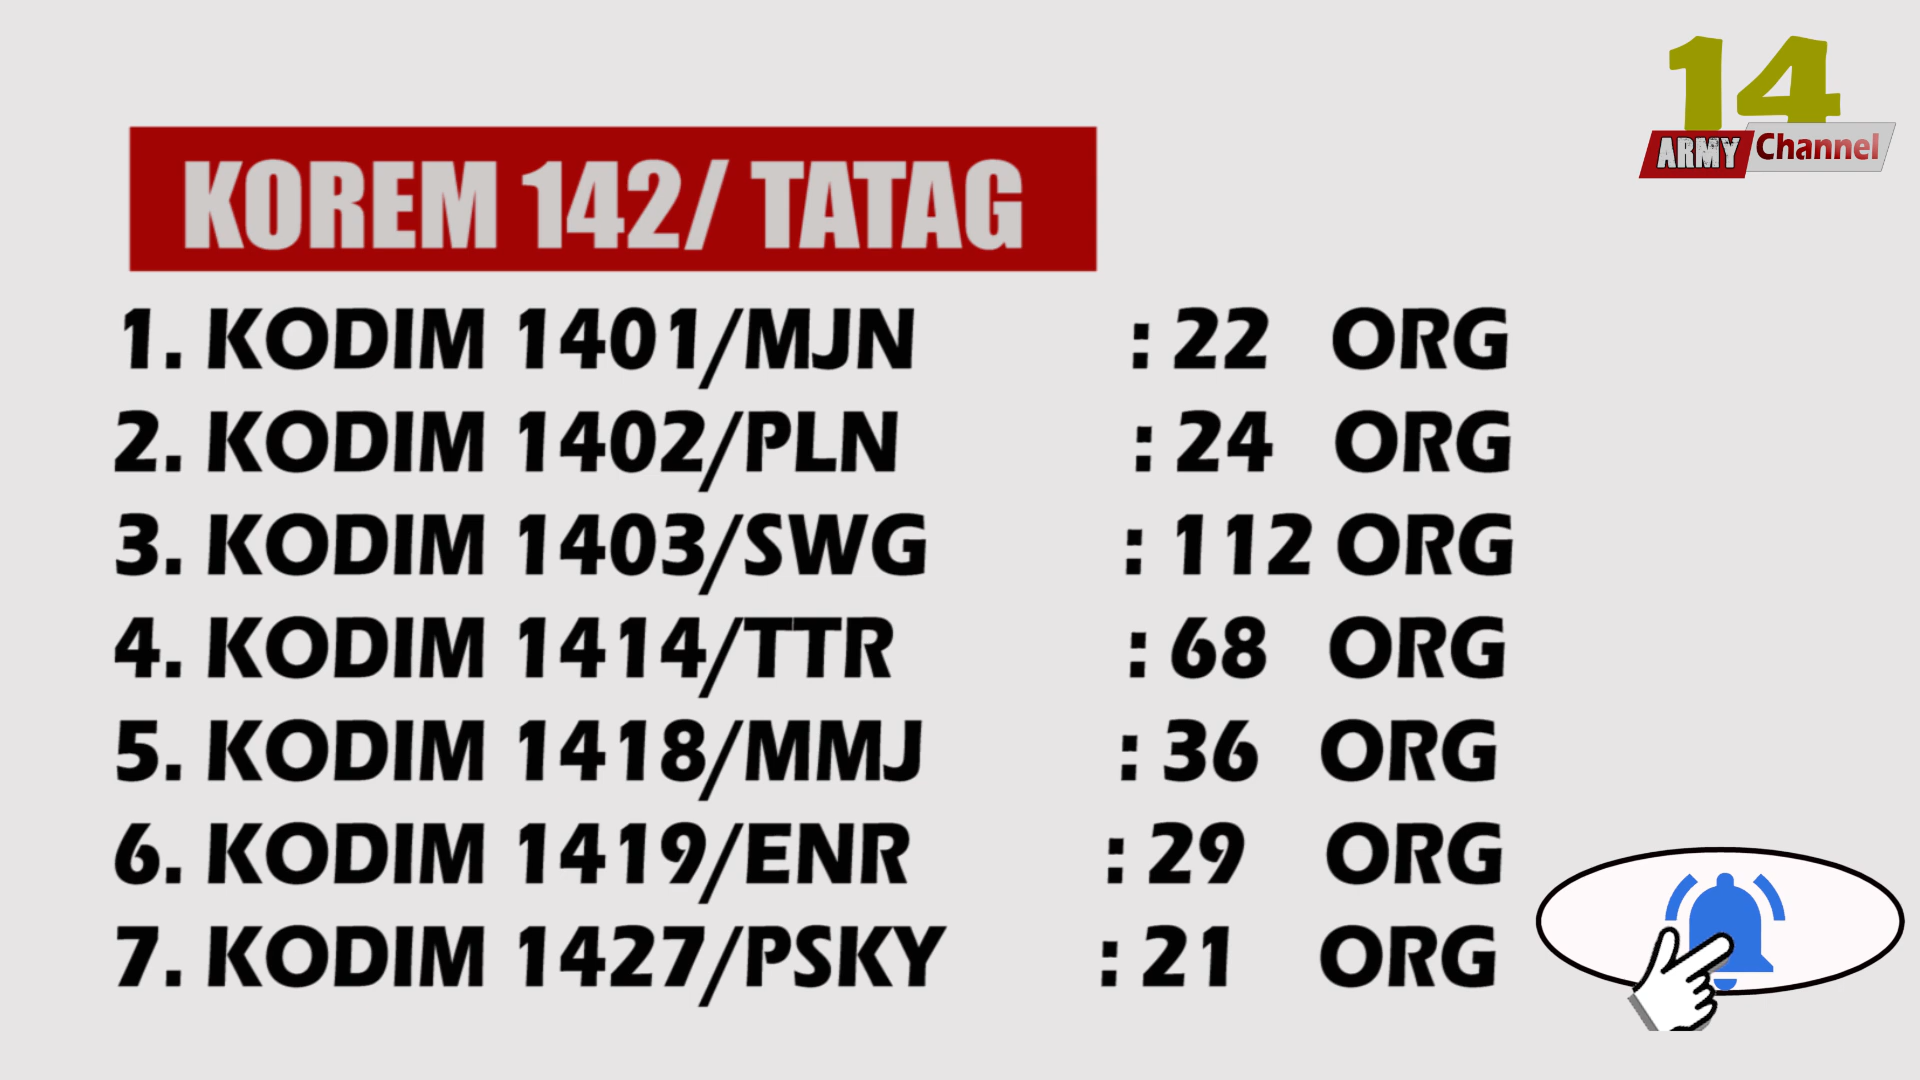 14
ARMY Channel
KOREM 142/ TATAG
1. KODIM 1401/MJN : 22 ORG
2. KODIM 1402/PLN : 24 ORG
3. KODIM 1403/SWG : 112 ORG
4. KODIM 1414/TTR : 68 ORG
5. KODIM 1418/MMJ : 36 ORG
6. KODIM 1419/ENR : 29 ORG
7. KODIM 1427/PSKY : 21 ORG